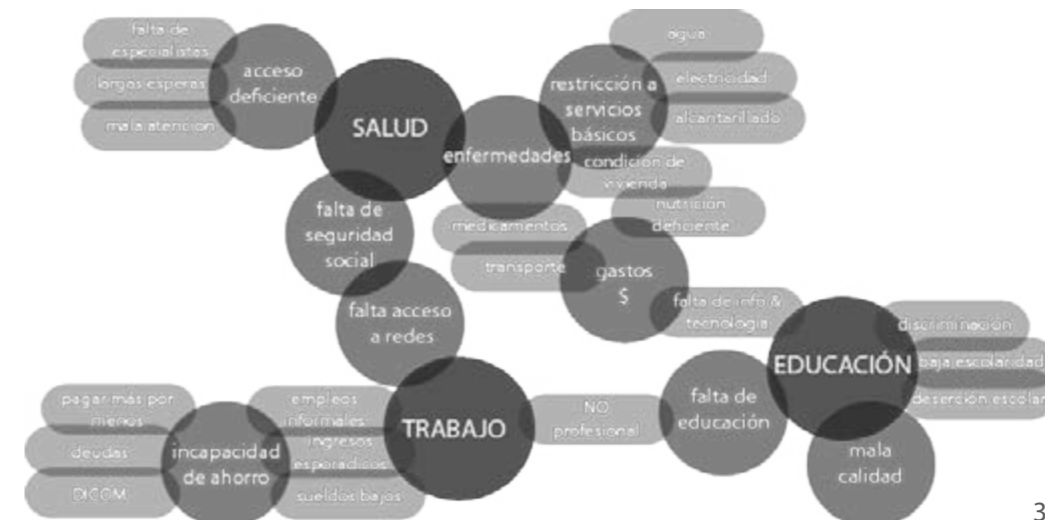 falta de
especialistas
largas esperas
mala atención
acceso
deficiente
SALUD
enfermedades
restricción a
servicios
básicos
agua
electricidad
alcantarillado
condición de
vivienda
nutrición
deficiente
falta de
seguridad
social
medicamentos
transporte
gastos
$
falta acceso
a redes
falta de info &
tecnología
EDUCACIÓN
discriminación
baja escolaridad
deserción escolar
mala
calidad
falta de
educación
NO
profesional
TRABAJO
empleos
informales
ingresos
esporádicos
sueldos bajos
incapacidad
de ahorro
pagar más por
menos
deudas
DICOM
3